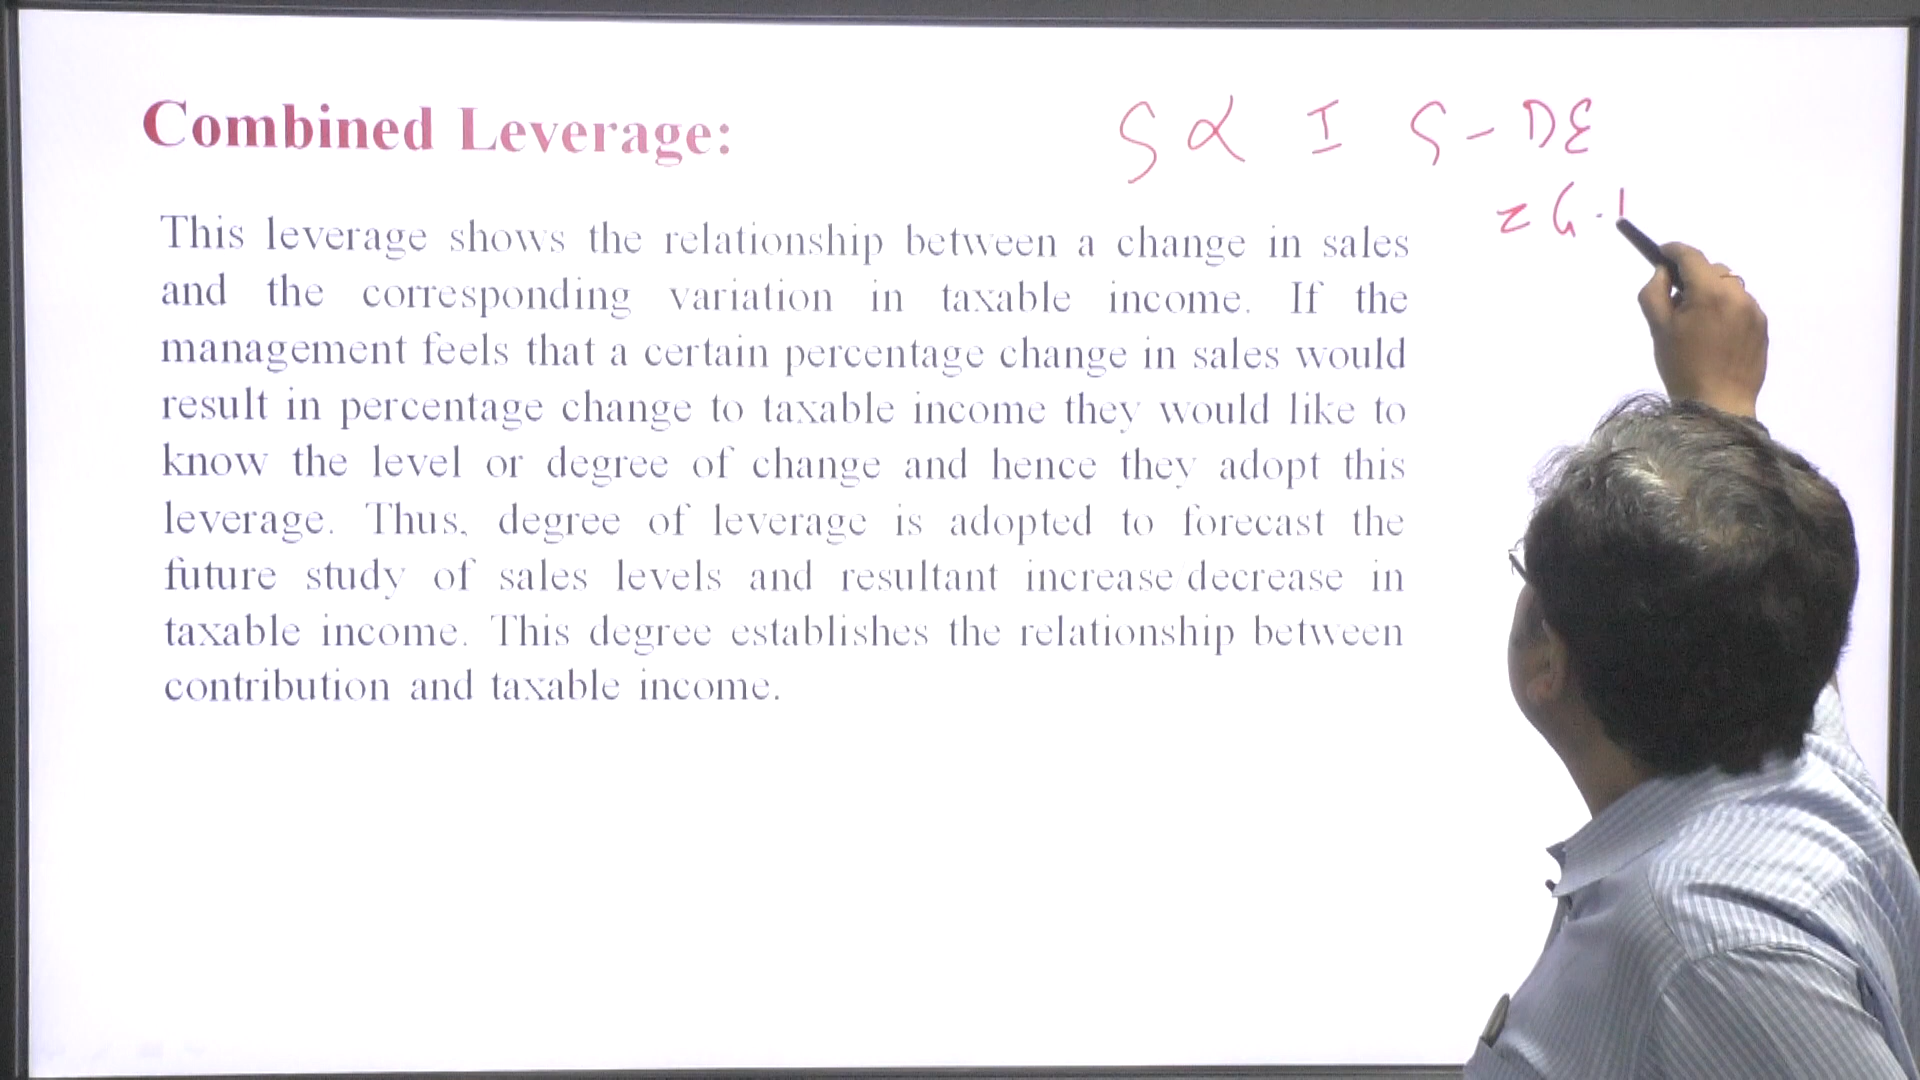 Combined Leverage:
S α I S - DE
= G.
This leverage shows the relationship between a change in sales
and the corresponding variation in taxable income. If the
management feels that a certain percentage change in sales would
result in percentage change to taxable income they would like to
know the level or degree of change and hence they adopt this
leverage. Thus, degree of leverage is adopted to forecast the
future study of sales levels and resultant increase/decrease in
taxable income. This degree establishes the relationship between
contribution and taxable income.